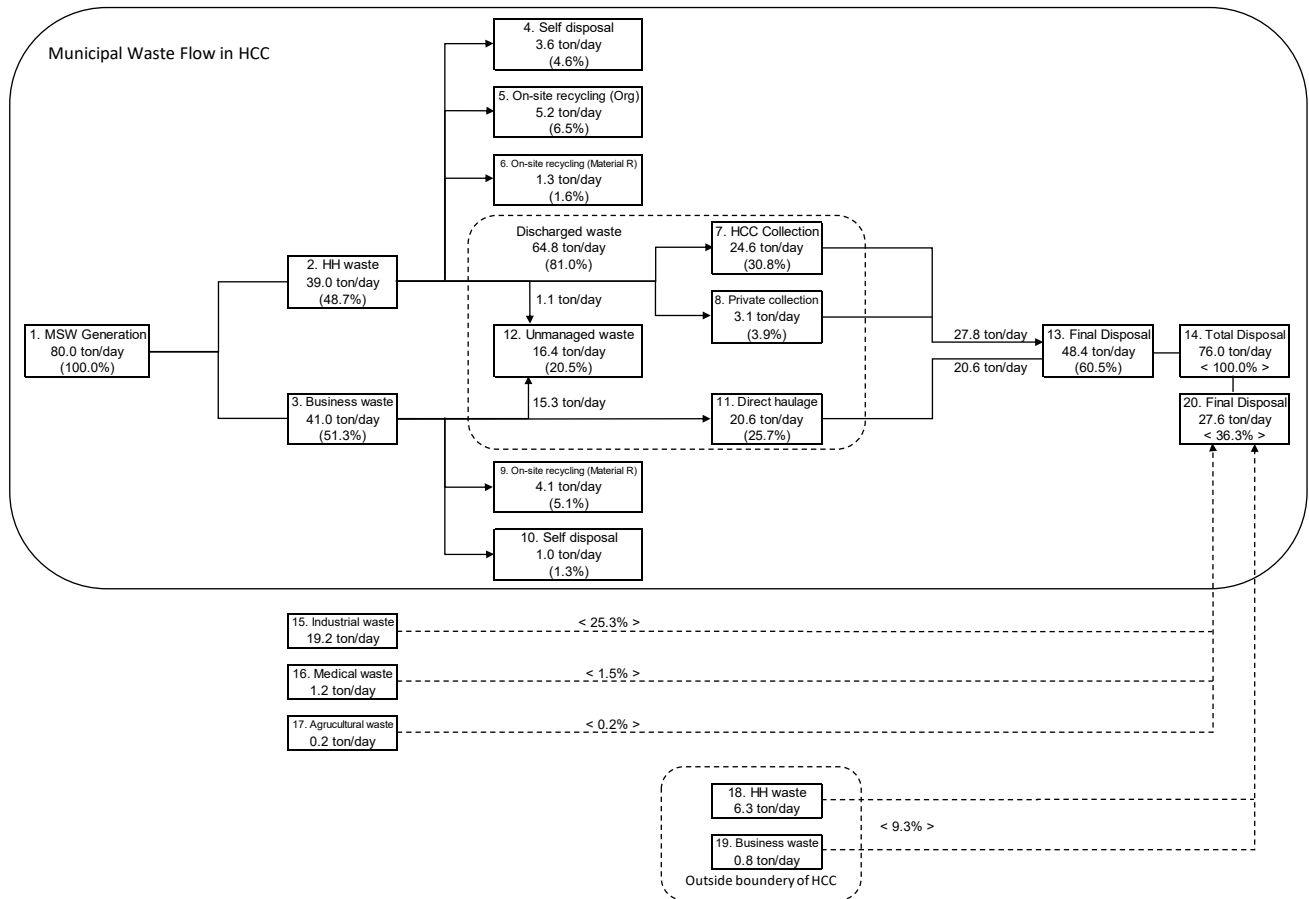 Municipal Waste Flow in HCC
4. Self disposal
3.6 ton/day
(4.6%)
5. On-site recycling (Org)
5.2 ton/day
(6.5%)
6. On-site recycling (Material R)
1.3 ton/day
(1.6%)
Discharged waste
64.8 ton/day
(81.0%)
7. HCC Collection
24.6 ton/day
(30.8%)
2. HH waste
39.0 ton/day
(48.7%)
1.1 ton/day
8. Private collection
3.1 ton/day
(3.9%)
1. MSW Generation
80.0 ton/day
(100.0%)
12. Unmanaged waste
16.4 ton/day
(20.5%)
27.8 ton/day
20.6 ton/day
13. Final Disposal
48.4 ton/day
(60.5%)
14. Total Disposal
76.0 ton/day
< 100.0% >
3. Business waste
41.0 ton/day
(51.3%)
15.3 ton/day
11. Direct haulage
20.6 ton/day
(25.7%)
20. Final Disposal
27.6 ton/day
< 36.3% >
9. On-site recycling (Material R)
4.1 ton/day
(5.1%)
10. Self disposal
1.0 ton/day
(1.3%)
15. Industrial waste
19.2 ton/day
< 25.3% >
16. Medical waste
1.2 ton/day
< 1.5% >
17. Agrucultural waste
0.2 ton/day
< 0.2% >
18. HH waste
6.3 ton/day
< 9.3% >
19. Business waste
0.8 ton/day
Outside boundery of HCC